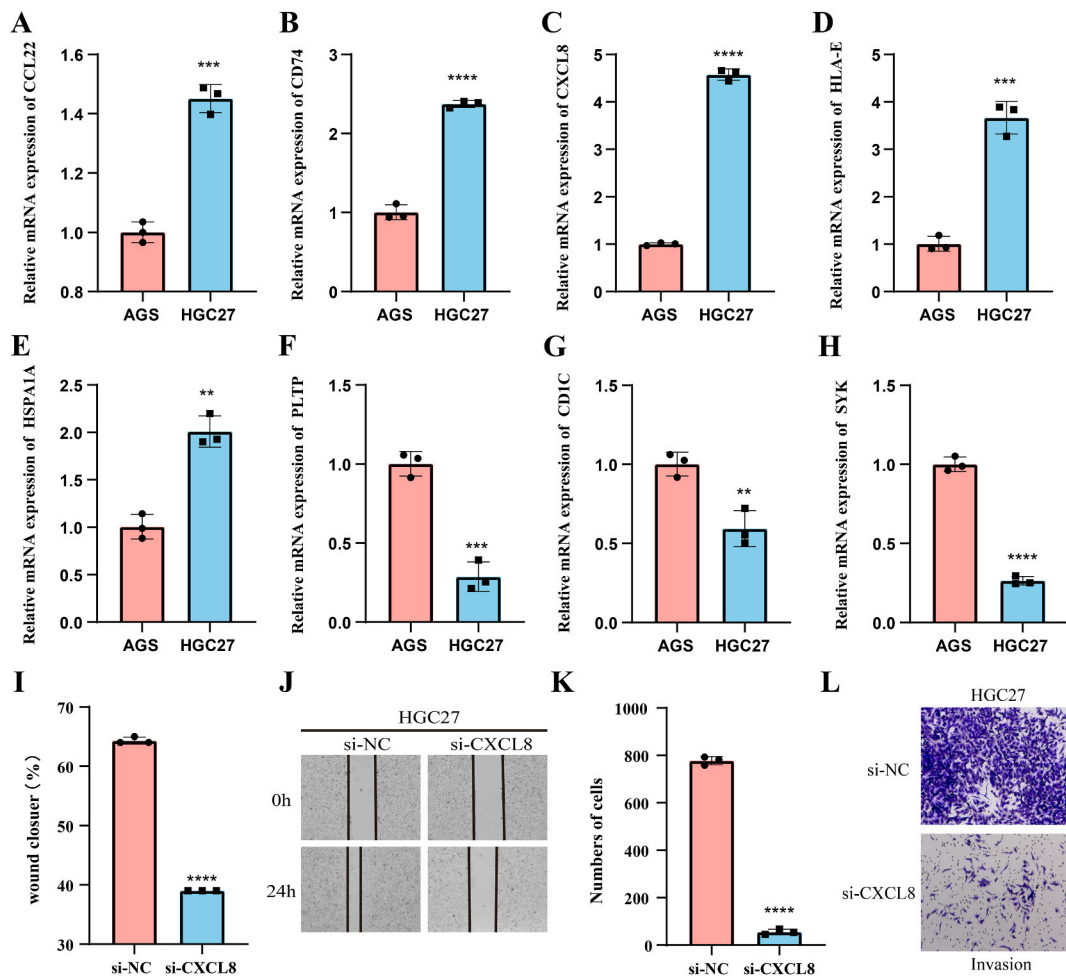 A
Relative mRNA expression of CCL22
1.6
1.4
1.2
1.0
0.8
***
AGS HGC27
B
Relative mRNA expression of CD74
3
2
1
0
****
AGS HGC27
C
Relative mRNA expression of CXCL8
5
4
3
2
1
0
****
AGS HGC27
D
Relative mRNA expression of HLA-E
5
4
3
2
1
0
***
AGS HGC27
E
Relative mRNA expression of HSPA1A
2.5
2.0
1.5
1.0
0.5
0.0
**
AGS HGC27
F
Relative mRNA expression of PLTP
1.5
1.0
0.5
0.0
***
AGS HGC27
G
Relative mRNA expression of CD1C
1.5
1.0
0.5
0.0
**
AGS HGC27
H
Relative mRNA expression of SYK
1.5
1.0
0.5
0.0
****
AGS HGC27
I
wound closuer（%）
70
60
50
40
30
****
si-NC si-CXCL8
J
HGC27
si-NC si-CXCL8
0h
24h
K
Numbers of cells
1000
800
600
400
200
0
****
si-NC si-CXCL8
L
HGC27
si-NC
si-CXCL8
Invasion